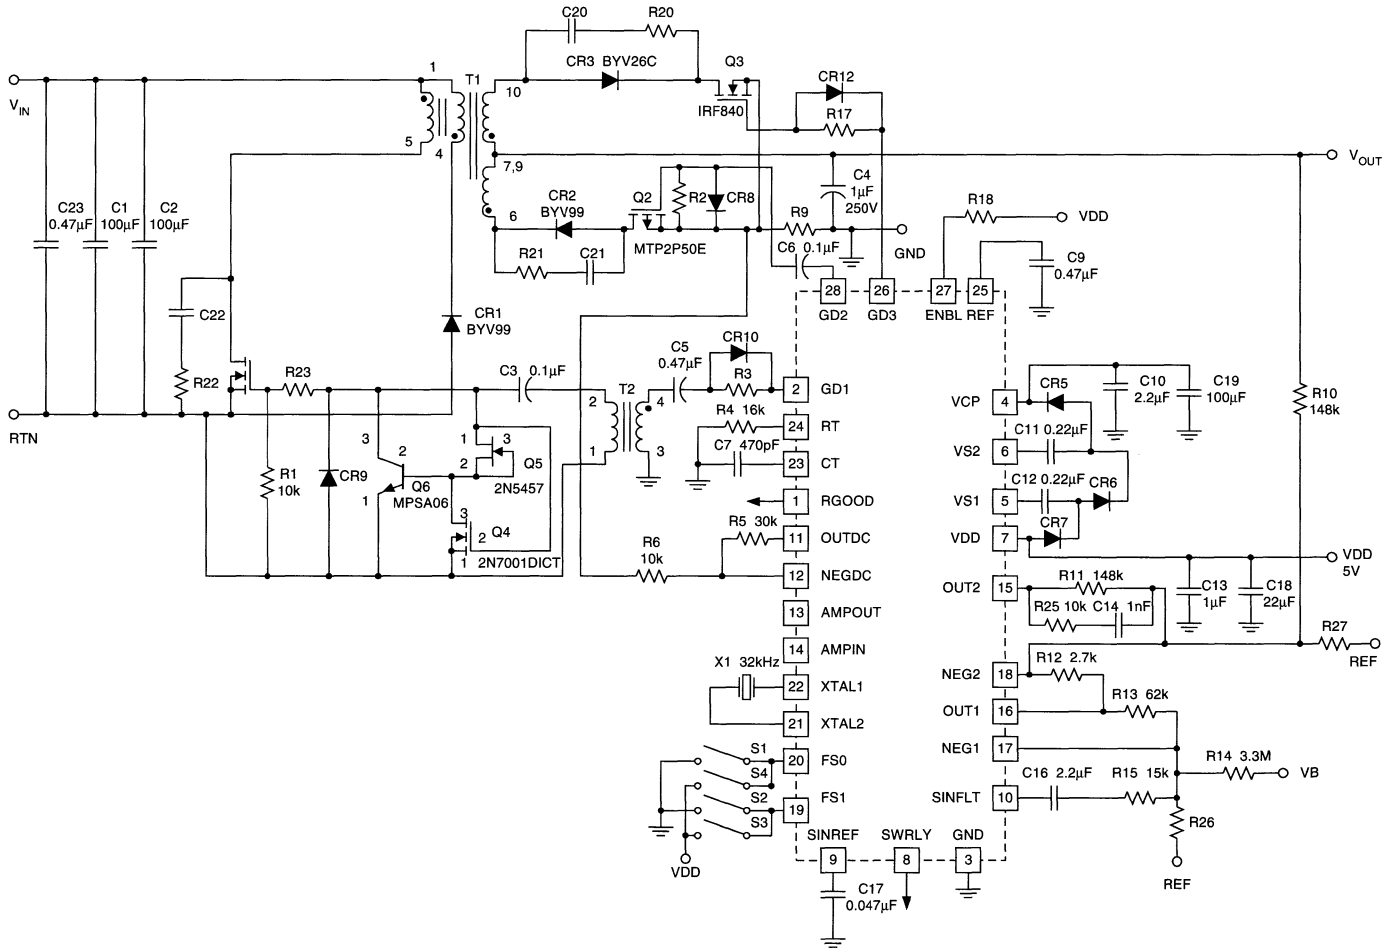 C20
R20
CR3 BYV26C
Q3
IRF840
CR12
R17
1
T1
10
V IN
5
4
7,9
V OUT
C23
0.47µF
C1
100µF
C2
100µF
CR2
BYV99
6
Q2
R2
CR8
MTP2P50E
C4
1µF
250V
R9
GND
R18
VDD
R21
C21
C6 0.1µF
C9
0.47µF
28
26
27
25
GD2
GD3
ENBL
REF
C22
CR1
BYV99
R22
R23
C3 0.1µF
C5
0.47µF
CR10
R3
T2
2
4
1
3
RTN
2
GD1
R4 16k
24
RT
C7 470pF
23
CT
1
RGOOD
R5 30k
11
OUTDC
R6
10k
12
NEGDC
13
AMPOUT
14
AMPIN
X1 32kHz
22
XTAL1
21
XTAL2
S1
20
FS0
S4
S2
FS1
19
S3
VDD
R1
10k
CR9
3
2
1
Q6
MPSA06
1
3
2
Q5
2N5457
3
Q4
2
1
2N7001DICT
VCP
4
CR5
C10
2.2µF
C19
100µF
R10
148k
C11 0.22µF
VS2
6
C12 0.22µF
CR6
VS1
5
CR7
VDD
7
VDD
5V
OUT2
15
R11 148k
R25 10k
C14 1nF
C13
1µF
C18
22µF
R27
REF
NEG2
18
R12 2.7k
OUT1
16
R13 62k
NEG1
17
R14 3.3M
VB
C16 2.2µF
R15 15k
SINFLT
10
R26
REF
SINREF
SWRLY
GND
9
8
3
C17
0.047µF